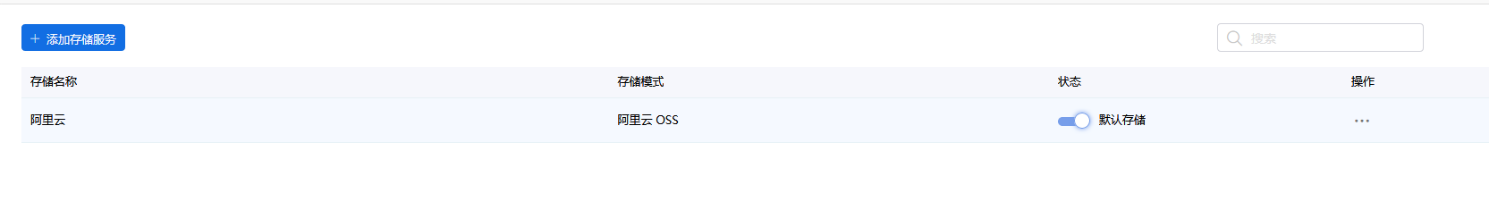 + 添加存储服务
搜索
存储名称 存储模式 状态 操作
阿里云 阿里云 OSS 默认存储 ...